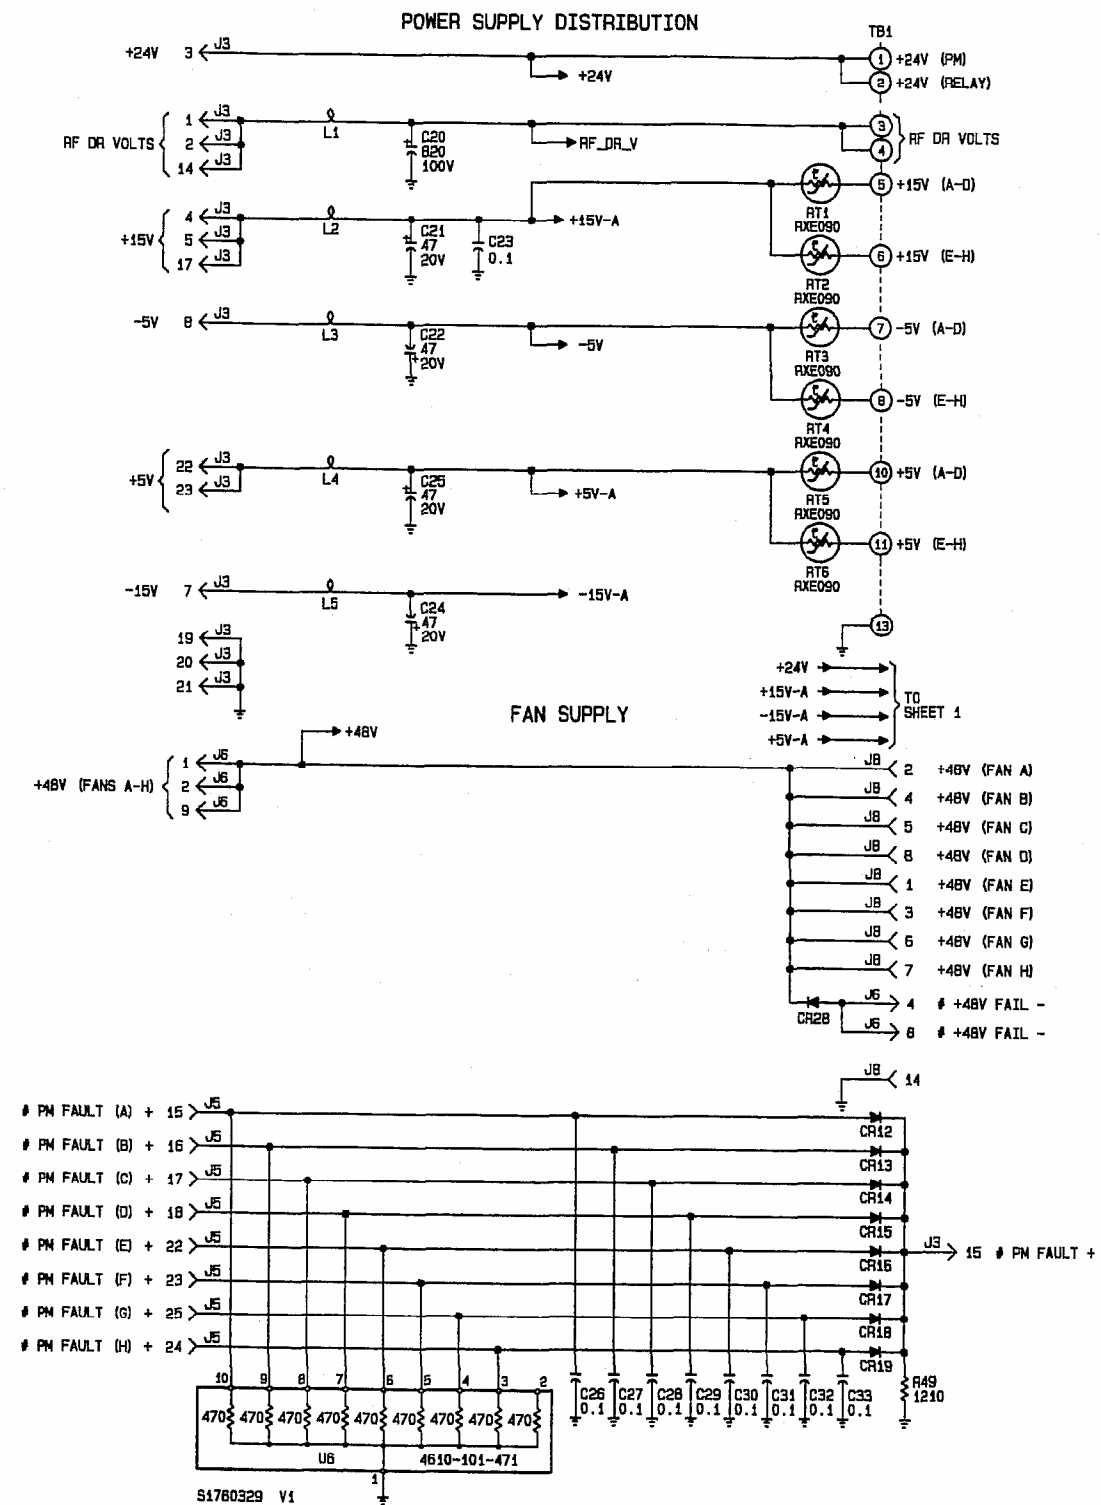 POWER SUPPLY DISTRIBUTION
TB1
+24V 3 J3
1 +24V (PM)
+24V
2 +24V (RELAY)
RF DR VOLTS
1 J3
2 J3
14 J3
L1
C20
820
100V
RF_DR_V
3
4
RF DR VOLTS
+15V
4 J3
5 J3
17 J3
L2
C21
47
20V
C23
0.1
+15V-A
RT1
RXE090
5 +15V (A-D)
RT2
RXE090
6 +15V (E-H)
-5V 8 J3
L3
C22
47
20V
-5V
RT3
RXE090
7 -5V (A-D)
RT4
RXE090
8 -5V (E-H)
+5V
22 J3
23 J3
L4
C25
47
20V
+5V-A
RT5
RXE090
10 +5V (A-D)
RT6
RXE090
11 +5V (E-H)
-15V 7 J3
L5
C24
47
20V
-15V-A
13
19 J3
20 J3
21 J3
+24V
+15V-A
-15V-A
+5V-A
TO
SHEET 1
FAN SUPPLY
+48V
+48V (FANS A-H)
1 J6
2 J6
9 J6
J8 2 +48V (FAN A)
J8 4 +48V (FAN B)
J8 5 +48V (FAN C)
J8 8 +48V (FAN D)
J8 1 +48V (FAN E)
J8 3 +48V (FAN F)
J8 6 +48V (FAN G)
J8 7 +48V (FAN H)
CR28
J6 4 # +48V FAIL -
J6 8 # +48V FAIL -
J8 14
# PM FAULT (A) + 15 J5
CR12
# PM FAULT (B) + 16 J5
CR13
# PM FAULT (C) + 17 J5
CR14
# PM FAULT (D) + 18 J5
CR15
# PM FAULT (E) + 22 J5
CR16
J3 15 # PM FAULT +
# PM FAULT (F) + 23 J5
CR17
# PM FAULT (G) + 25 J5
CR18
# PM FAULT (H) + 24 J5
CR19
10 9 8 7 6 5 4 3 2
C26 C27 C28 C29 C30 C31 C32 C33
0.1 0.1 0.1 0.1 0.1 0.1 0.1 0.1
R49
1210
470 470 470 470 470 470 470 470 470
U6 4610-101-471
1
S1760329 V1